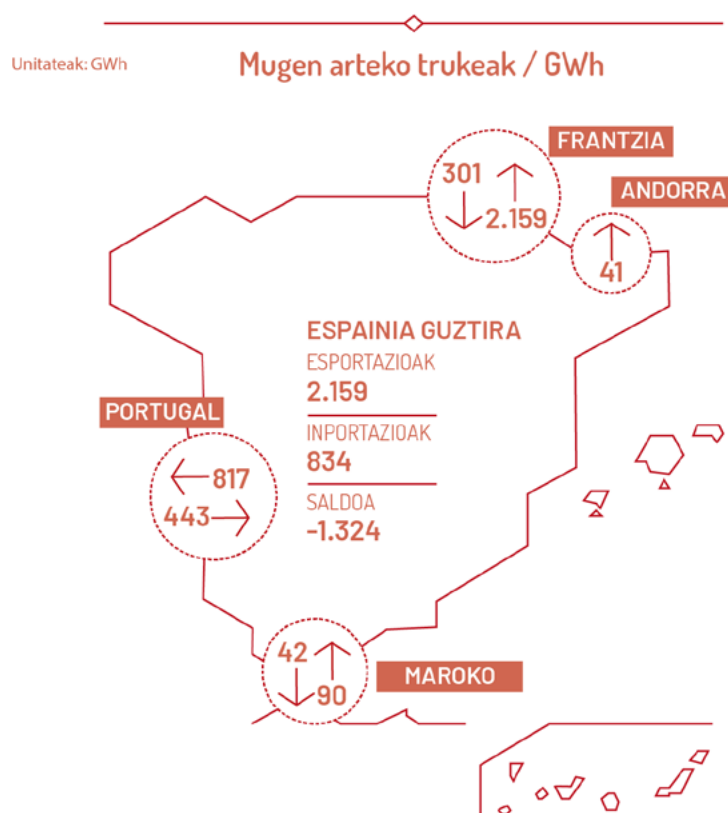 Unitateak: GWh
Mugen arteko trukeak / GWh
FRANTZIA
301
2.159
ANDORRA
41
ESPAINIA GUZTIRA
ESPORTAZIOAK
2.159
INPORTAZIOAK
834
SALDOA
-1.324
PORTUGAL
817
443
42
90
MAROKO